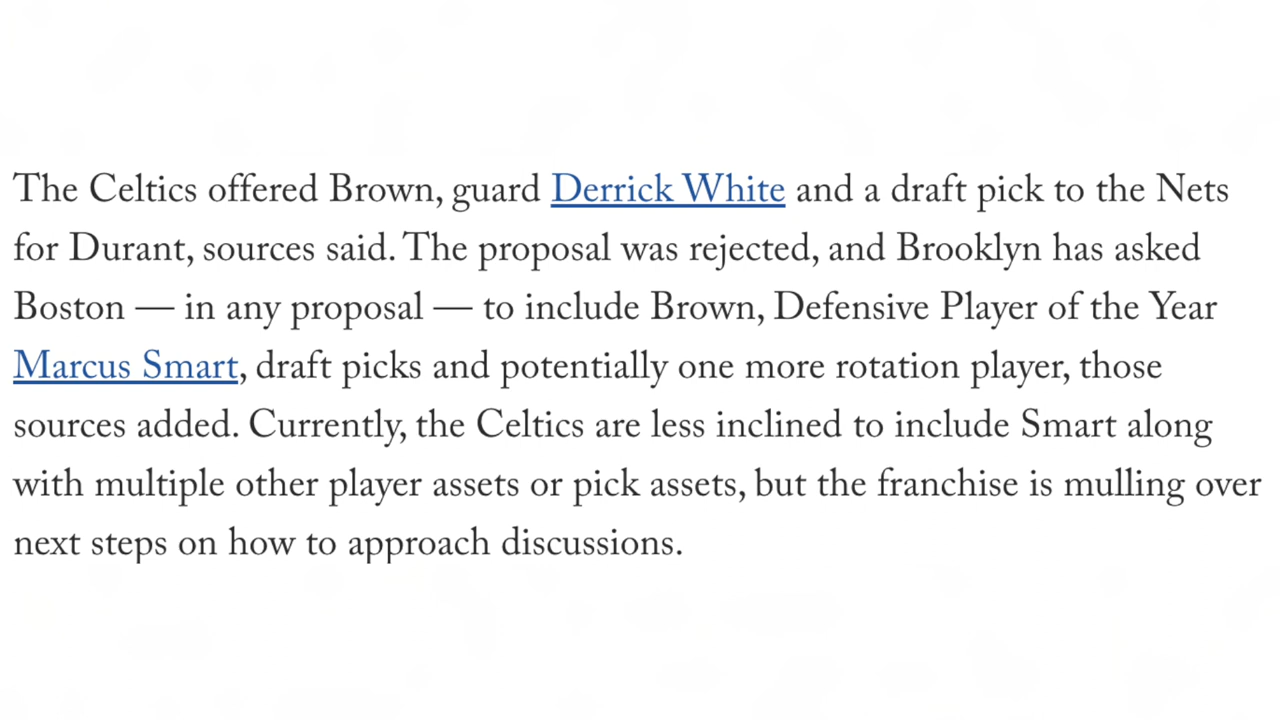 The Celtics offered Brown, guard Derrick White and a draft pick to the Nets
for Durant, sources said. The proposal was rejected, and Brooklyn has asked
Boston — in any proposal — to include Brown, Defensive Player of the Year
Marcus Smart, draft picks and potentially one more rotation player, those
sources added. Currently, the Celtics are less inclined to include Smart along
with multiple other player assets or pick assets, but the franchise is mulling over
next steps on how to approach discussions.